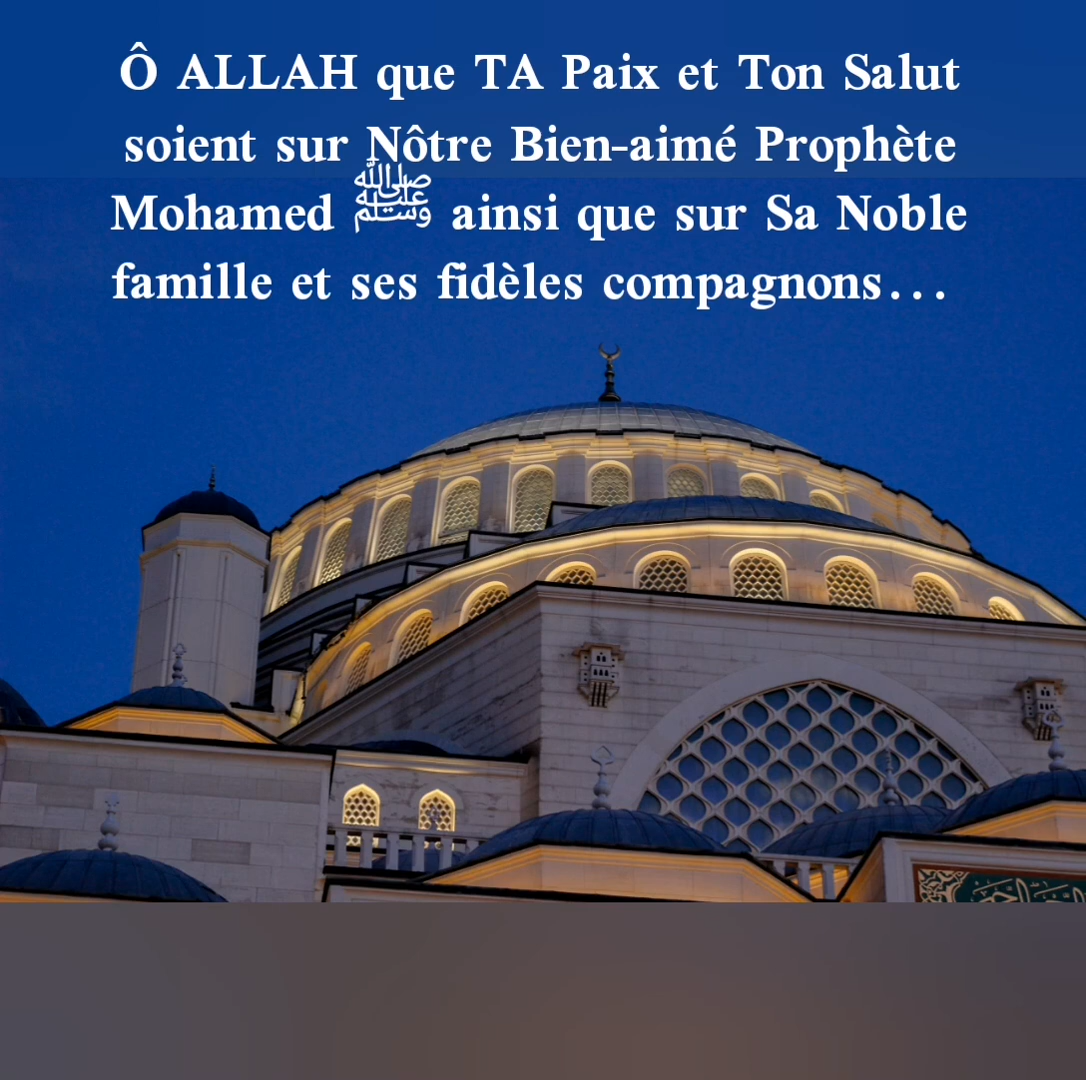 Ô ALLAH que TA Paix et Ton Salut
soient sur Nôtre Bien-aimé Prophète
Mohamed ﷺ ainsi que sur Sa Noble
famille et ses fidèles compagnons...